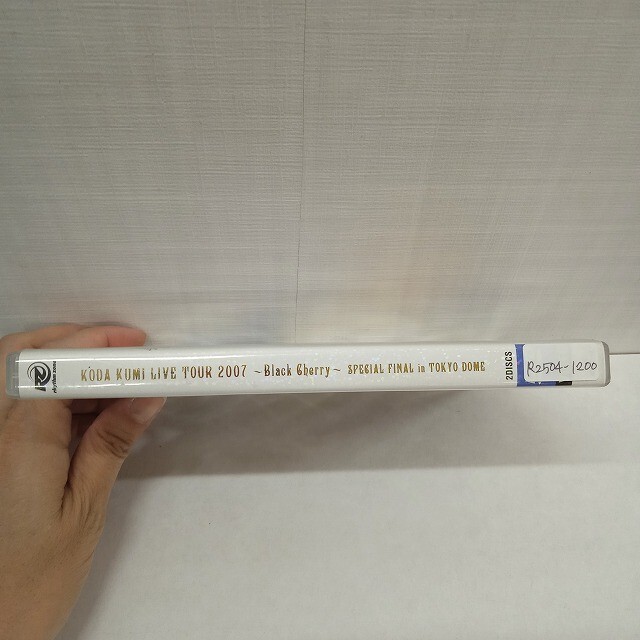 KODA KUMI LIVE TOUR 2007 ~Black Cherry~ SPECIAL FINAL in TOKYO DOME
2DISCS
R2504-1200